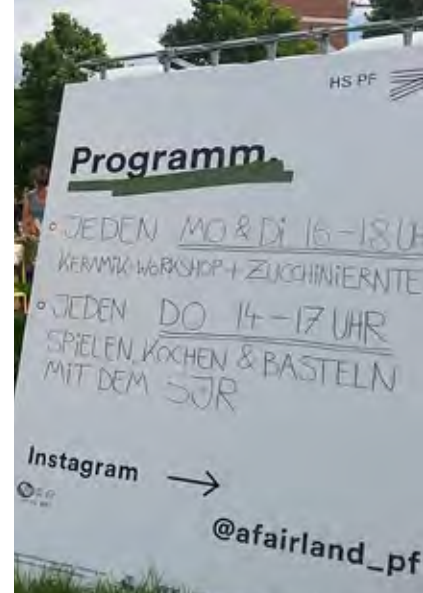 HS PF
Programm.
JEDEN MO & Di 16-18 UH
KERAMIK-WORKSHOP + ZUCCHiNiERNTE
JEDEN DO 14-17 UHR
SPiELEN, KOCHEN & BASTELN
MiT DEM SJR
Instagram →
@afairland_pf